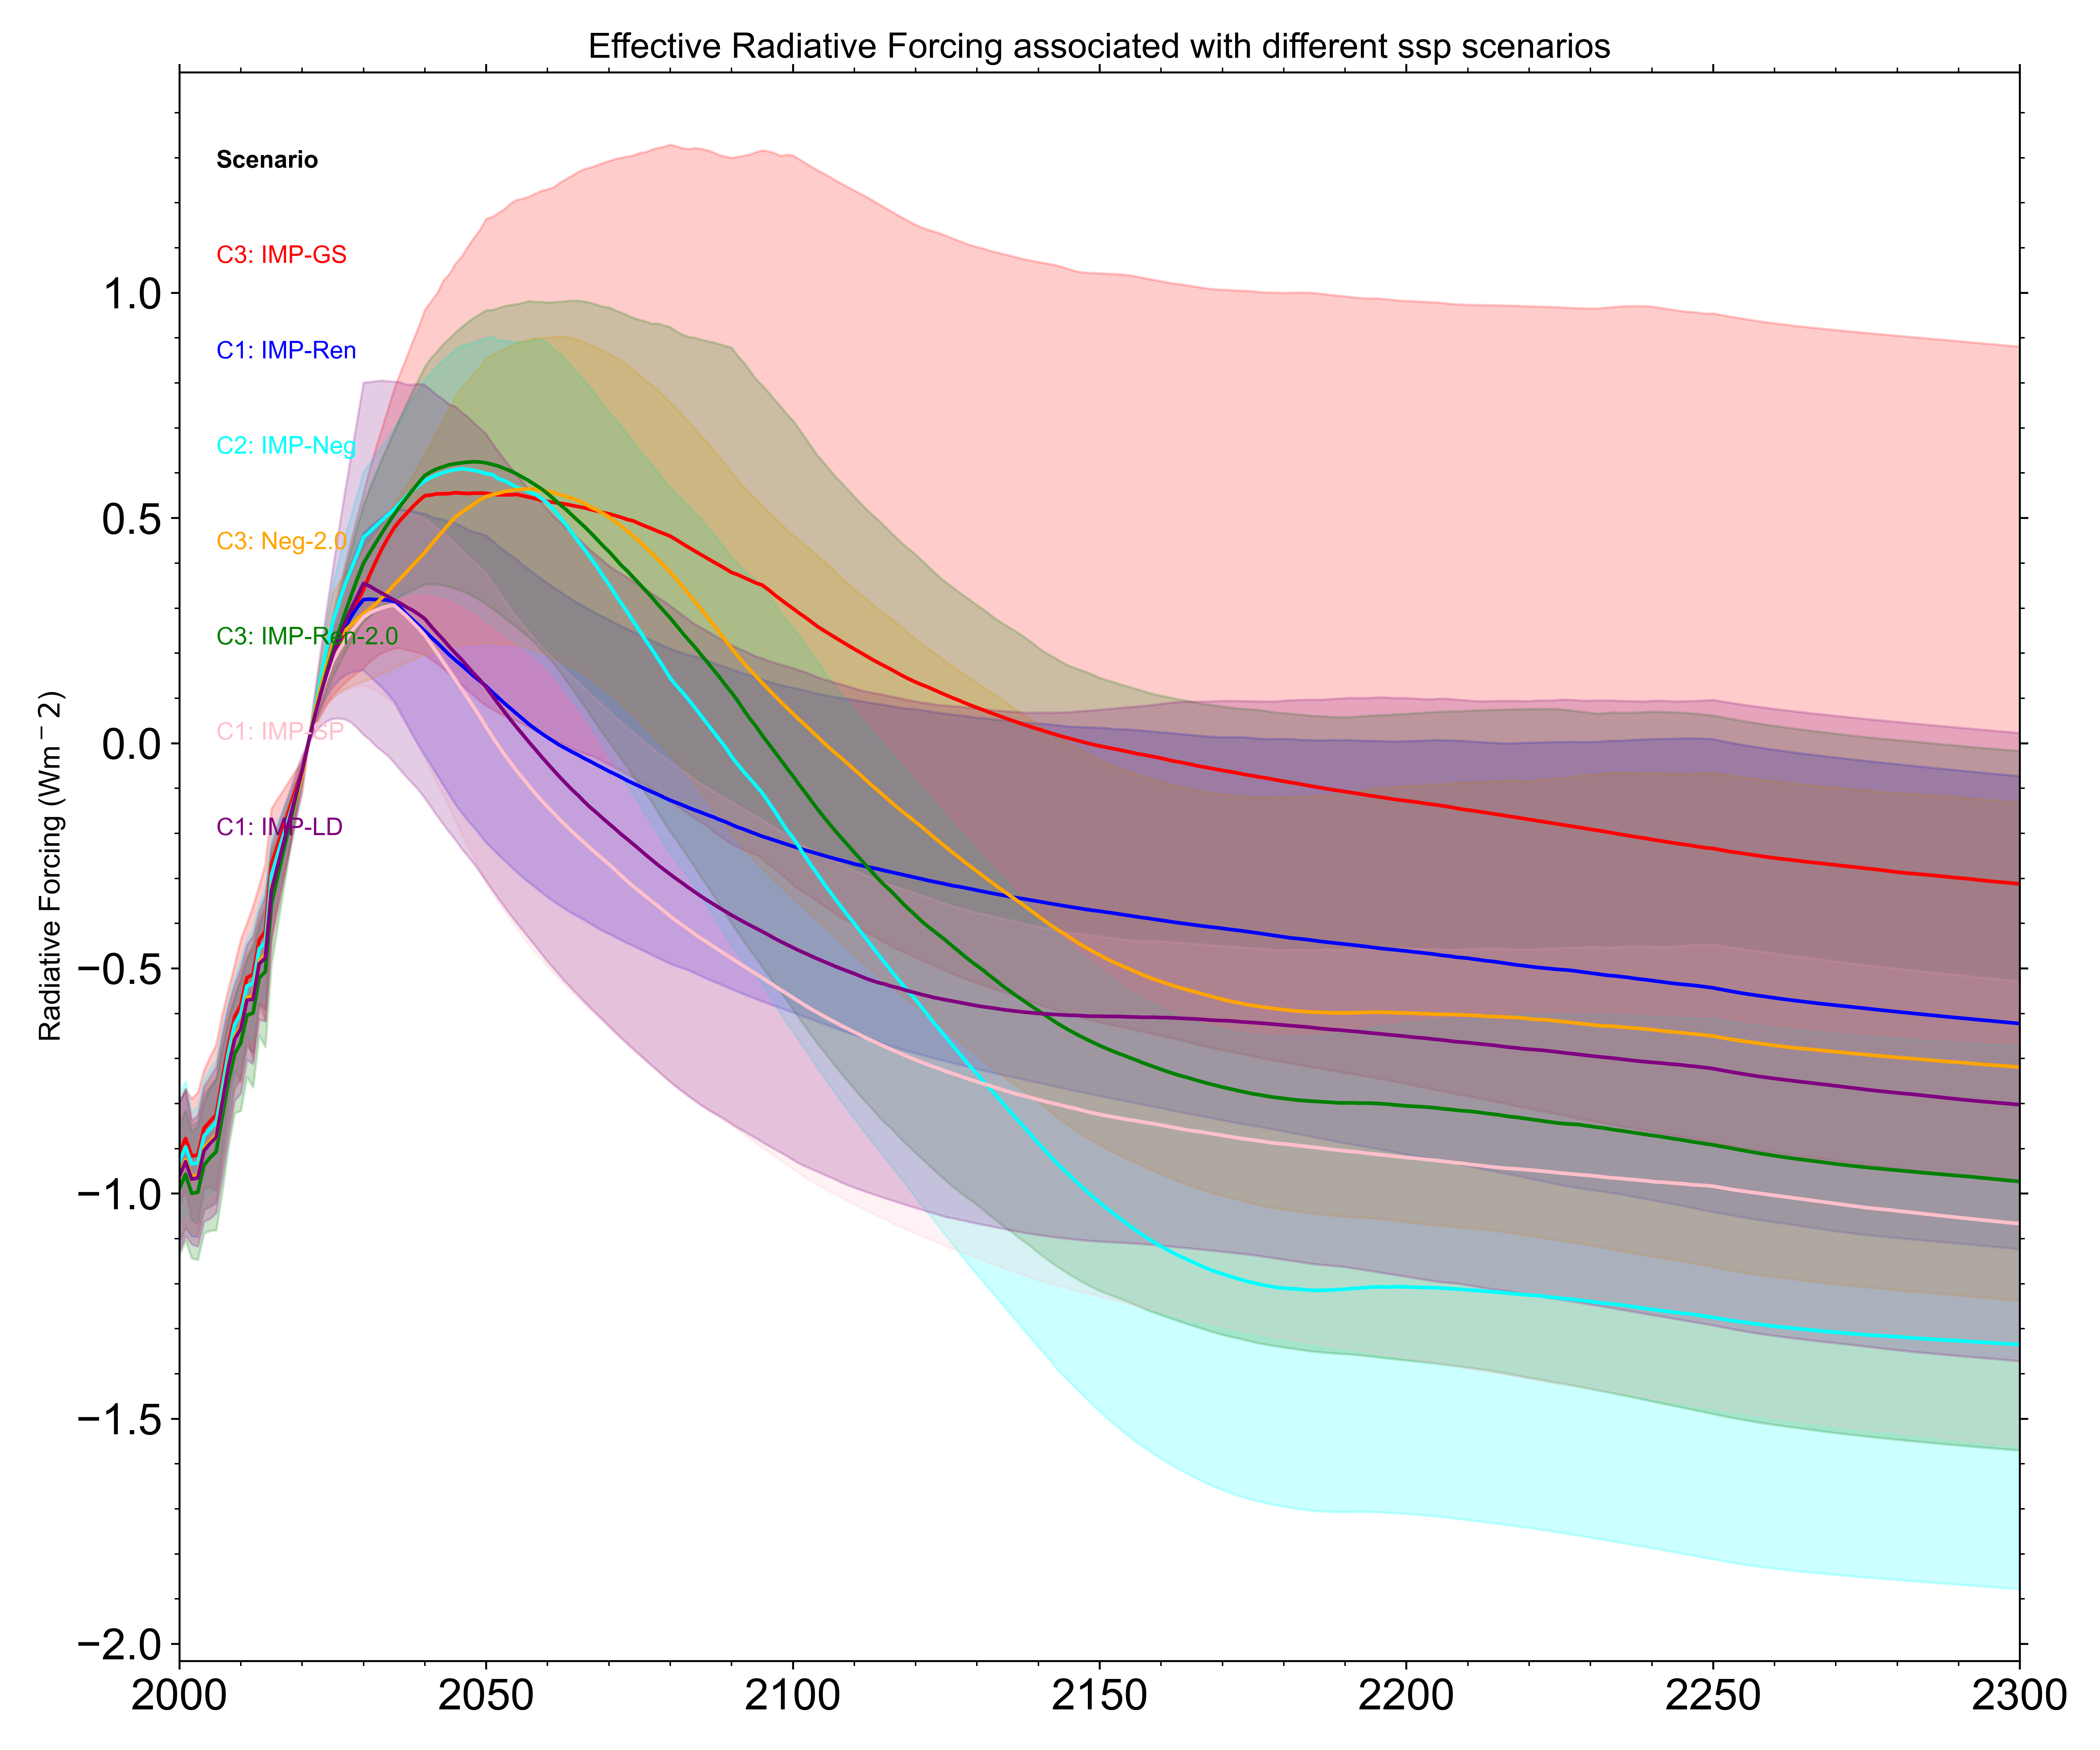 Effective Radiative Forcing associated with different ssp scenarios
Scenario
C3: IMP-GS
C1: IMP-Ren
C2: IMP-Neg
C3: Neg-2.0
C3: IMP-Ren-2.0
C1: IMP-SP
C1: IMP-LD
Radiative Forcing (Wm⁻2)
1.0
0.5
0.0
−0.5
−1.0
−1.5
−2.0
2000 2050 2100 2150 2200 2250 2300